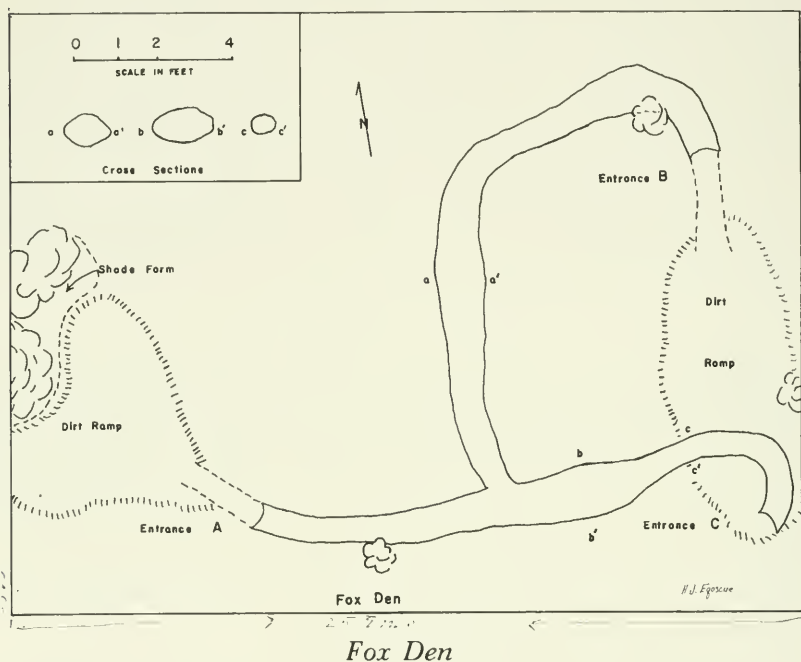 0 1 2 4
SCALE IN FEET
a a' b b' c c'
Cross Sections
N
Entrance B
Shade Form
a a'
Dirt
Ramp
Dirt Ramp
c
b
c'
Entrance A
b'
Entrance C
Fox Den
H J. Egoscue
Fox Den